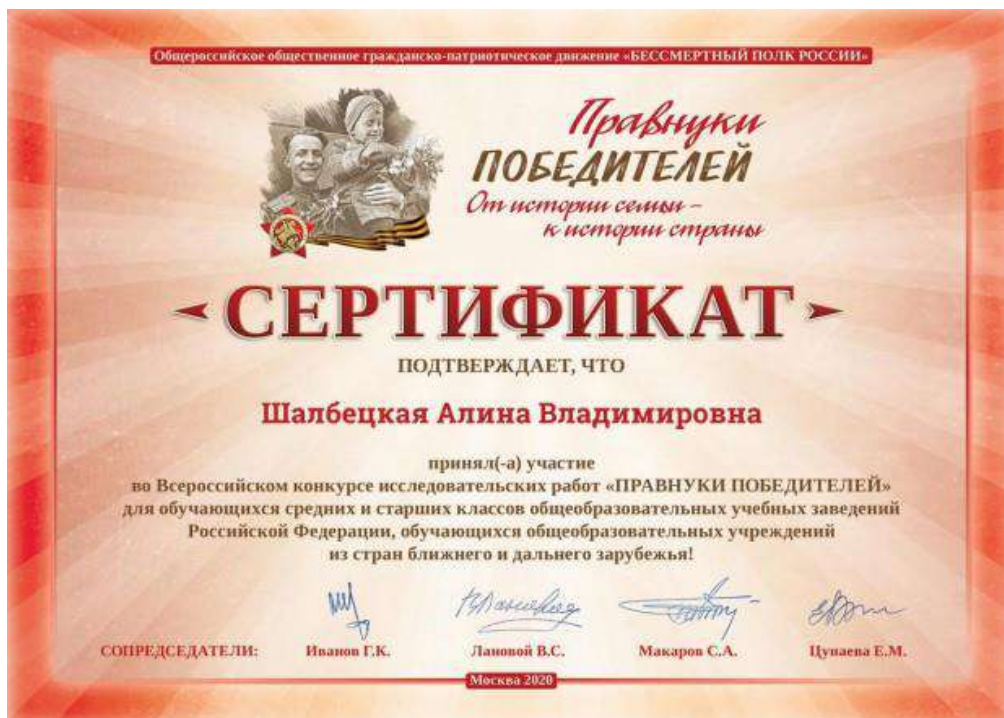 Общероссийское общественное гражданско-патриотическое движение «БЕССМЕРТНЫЙ ПОЛК РОССИИ»
Правнуки
ПОБЕДИТЕЛЕЙ
От истории семьи –
к истории страны
СЕРТИФИКАТ
ПОДТВЕРЖДАЕТ, ЧТО
Шалбецкая Алина Владимировна
принял(-а) участие
во Всероссийском конкурсе исследовательских работ «ПРАВНУКИ ПОБЕДИТЕЛЕЙ»
для обучающихся средних и старших классов общеобразовательных учебных заведений
Российской Федерации, обучающихся общеобразовательных учреждений
из стран ближнего и дальнего зарубежья!
СОПРЕДСЕДАТЕЛИ: Иванов Г.К. Лановой В.С. Макаров С.А. Цунаева Е.М.
Москва 2020